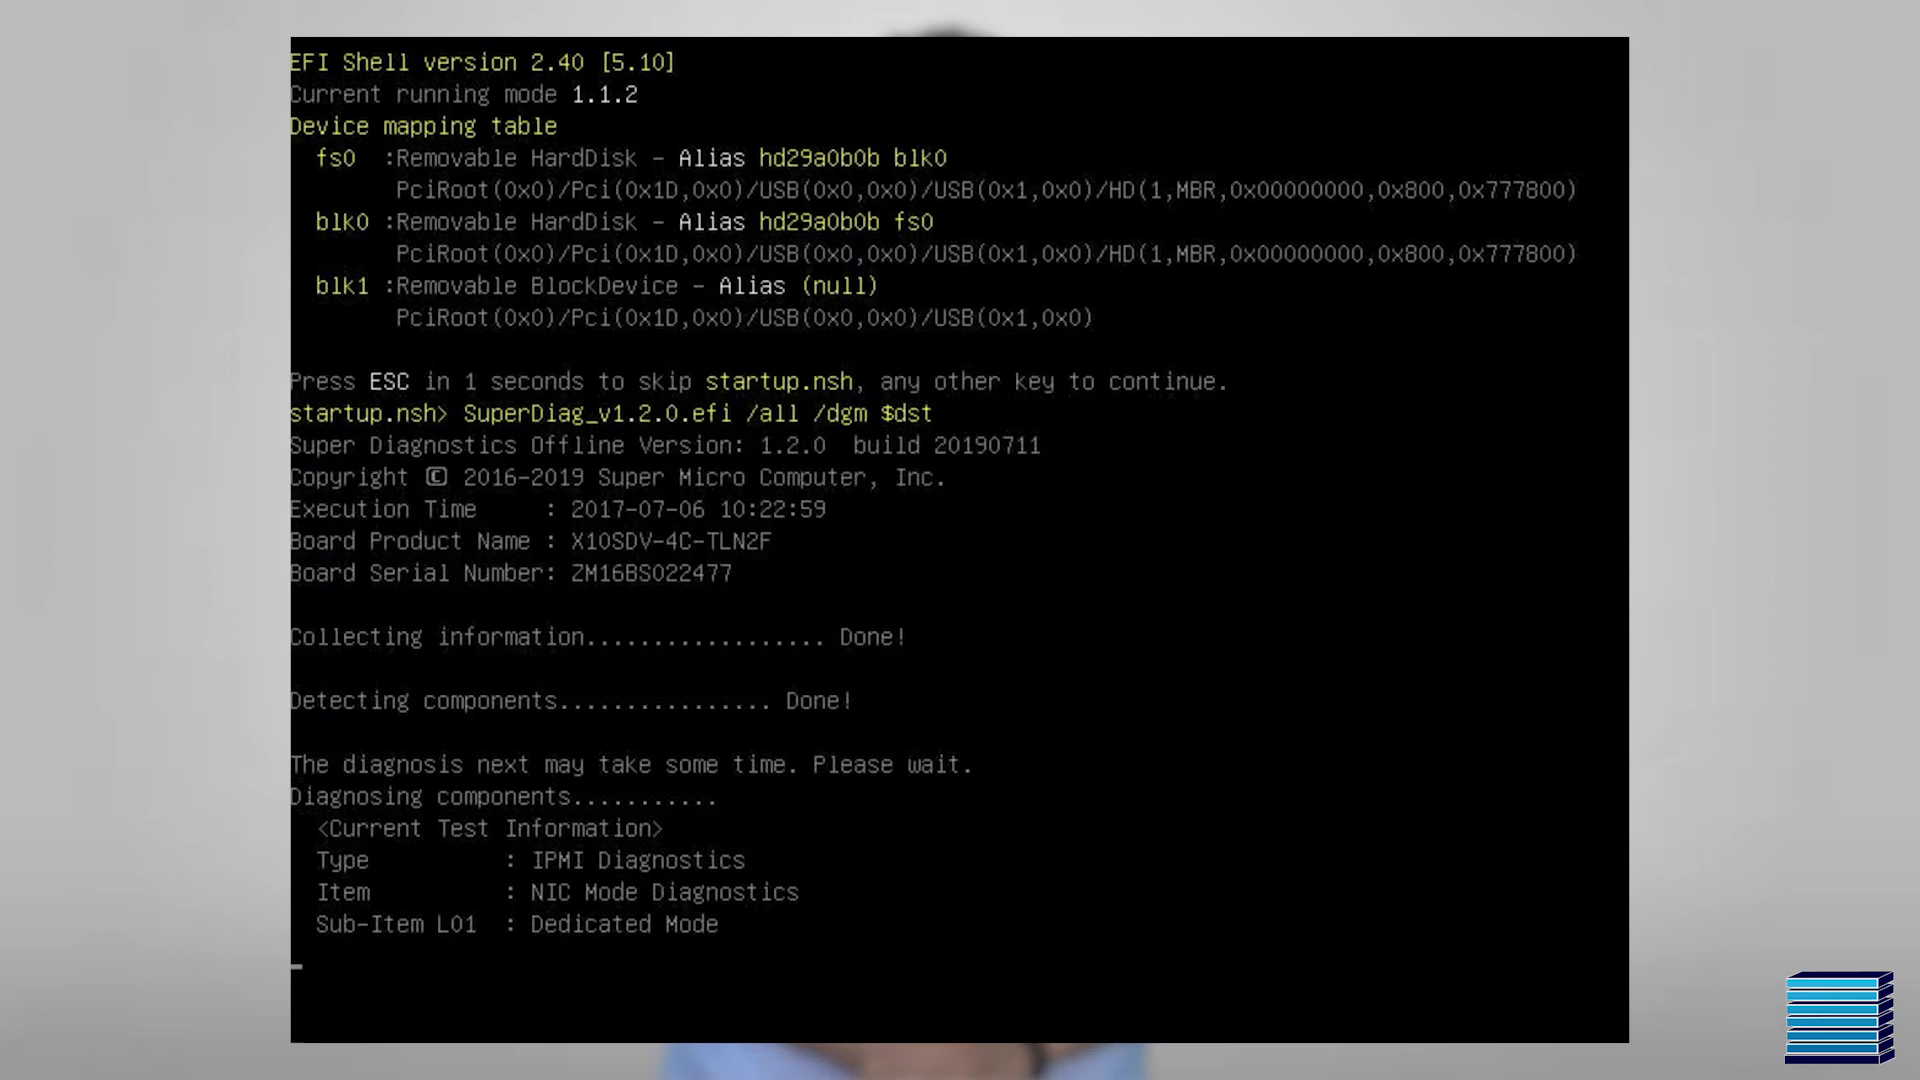 EFI Shell version 2.40 [5.10]
Current running mode 1.1.2
Device mapping table
fs0 :Removable HardDisk - Alias hd29a0b0b blk0
PciRoot(0x0)/Pci(0x1D,0x0)/USB(0x0,0x0)/USB(0x1,0x0)/HD(1,MBR,0x00000000,0x800,0x777800)
blk0 :Removable HardDisk - Alias hd29a0b0b fs0
PciRoot(0x0)/Pci(0x1D,0x0)/USB(0x0,0x0)/USB(0x1,0x0)/HD(1,MBR,0x00000000,0x800,0x777800)
blk1 :Removable BlockDevice - Alias (null)
PciRoot(0x0)/Pci(0x1D,0x0)/USB(0x0,0x0)/USB(0x1,0x0)
Press ESC in 1 seconds to skip startup.nsh, any other key to continue.
startup.nsh> SuperDiag_v1.2.0.efi /all /dgm $dst
Super Diagnostics Offline Version: 1.2.0 build 20190711
Copyright © 2016-2019 Super Micro Computer, Inc.
Execution Time : 2017-07-06 10:22:59
Board Product Name : X10SDV-4C-TLN2F
Board Serial Number: ZM16BS022477
Collecting information.................. Done!
Detecting components................ Done!
The diagnosis next may take some time. Please wait.
Diagnosing components...........
<Current Test Information>
Type : IPMI Diagnostics
Item : NIC Mode Diagnostics
Sub-Item L01 : Dedicated Mode